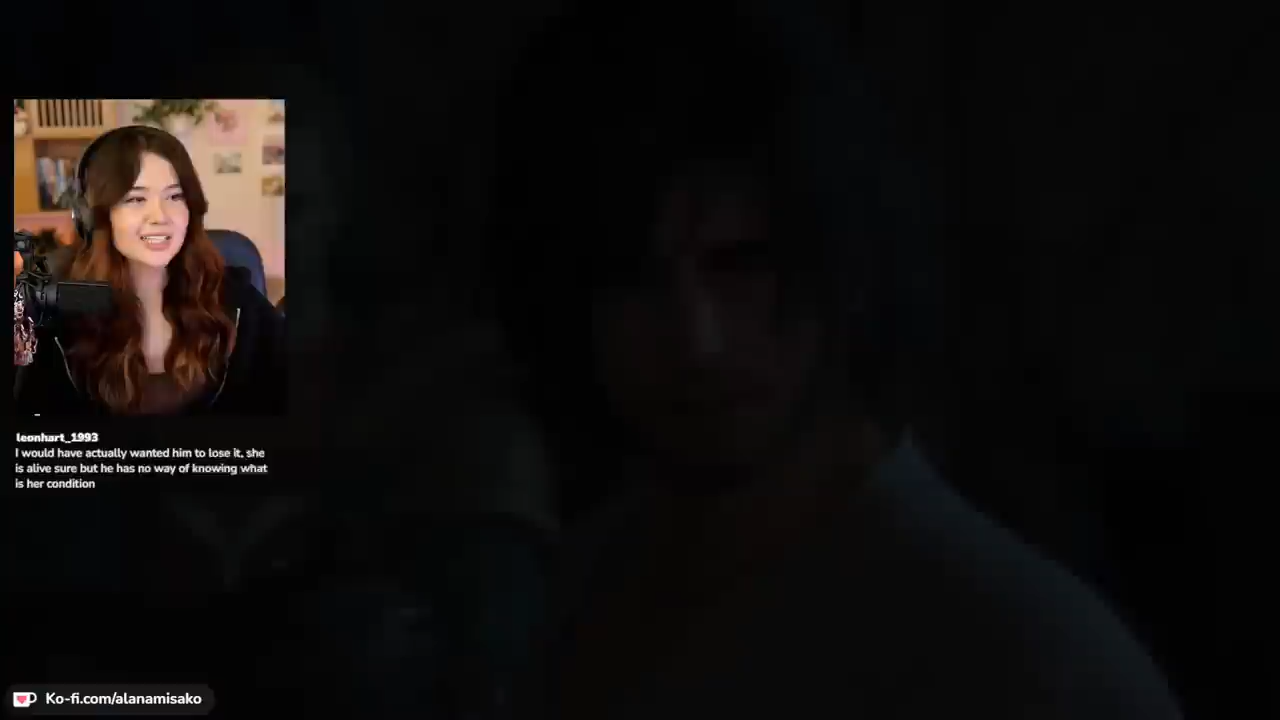 leonhart_1993
I would have actually wanted him to lose it, she
is alive sure but he has no way of knowing what
is her condition
Ko-fi.com/alanamisako